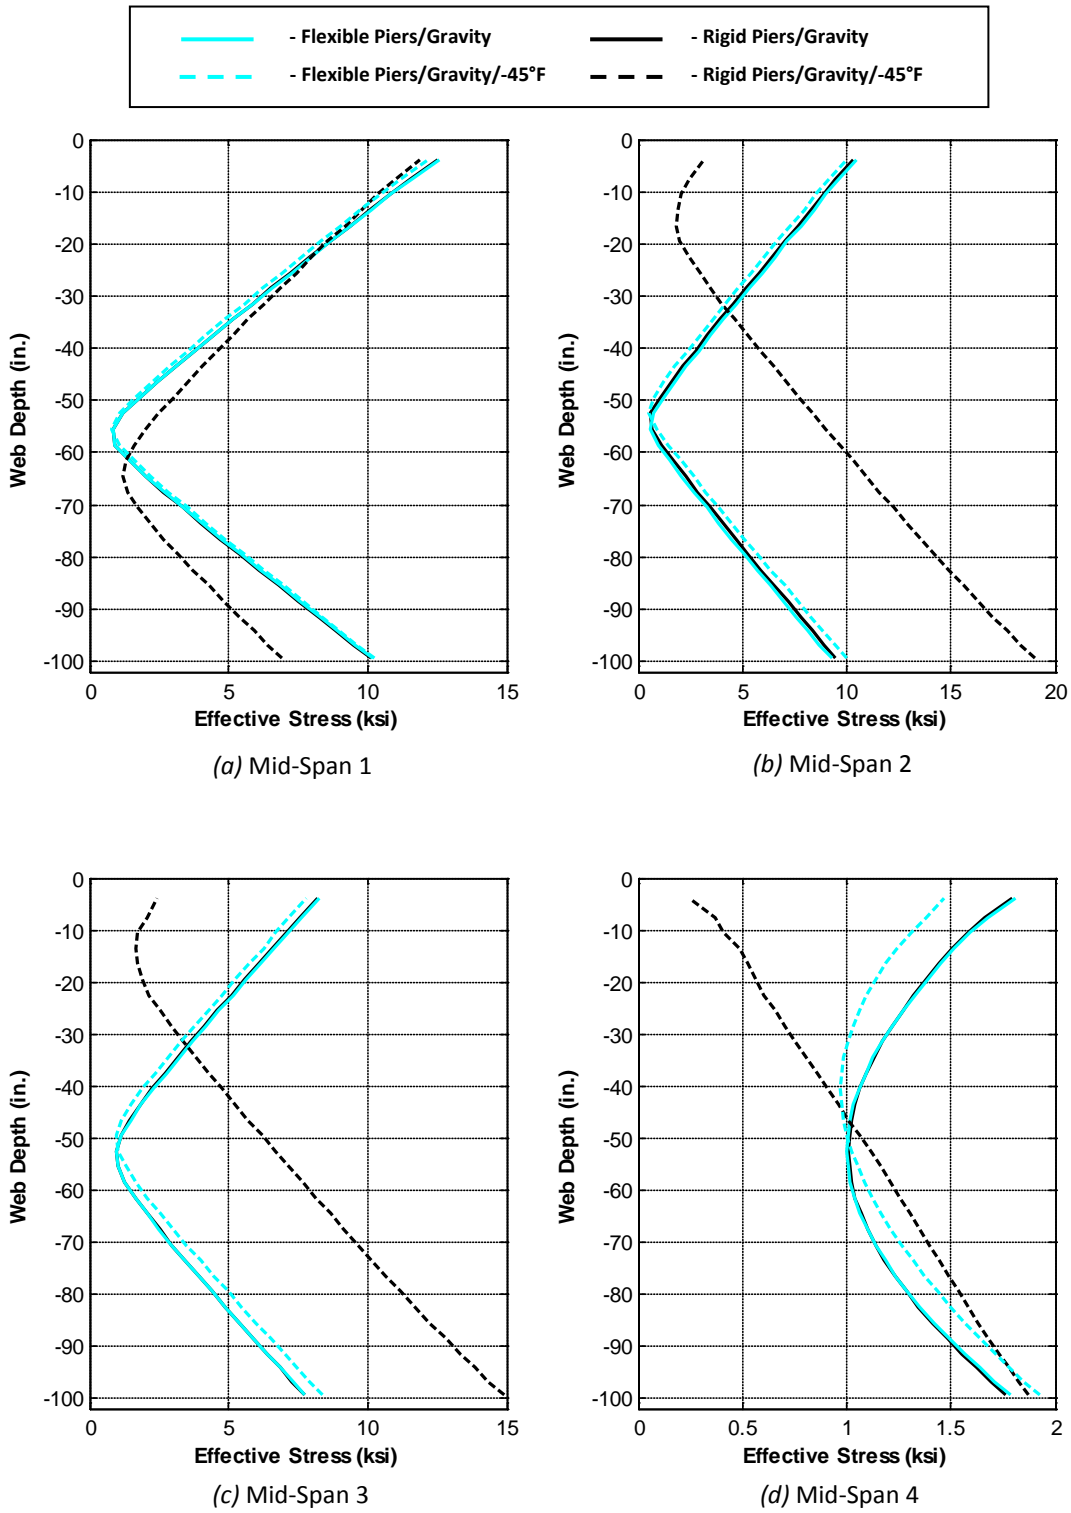 - Flexible Piers/Gravity - Rigid Piers/Gravity
- Flexible Piers/Gravity/-45°F - Rigid Piers/Gravity/-45°F
0
-10
-20
-30
-40
-50
-60
-70
-80
-90
-100
Web Depth (in.)
0 5 10 15
Effective Stress (ksi)
(a) Mid-Span 1
0
-10
-20
-30
-40
-50
-60
-70
-80
-90
-100
Web Depth (in.)
0 5 10 15 20
Effective Stress (ksi)
(b) Mid-Span 2
0
-10
-20
-30
-40
-50
-60
-70
-80
-90
-100
Web Depth (in.)
0 5 10 15
Effective Stress (ksi)
(c) Mid-Span 3
0
-10
-20
-30
-40
-50
-60
-70
-80
-90
-100
Web Depth (in.)
0 0.5 1 1.5 2
Effective Stress (ksi)
(d) Mid-Span 4